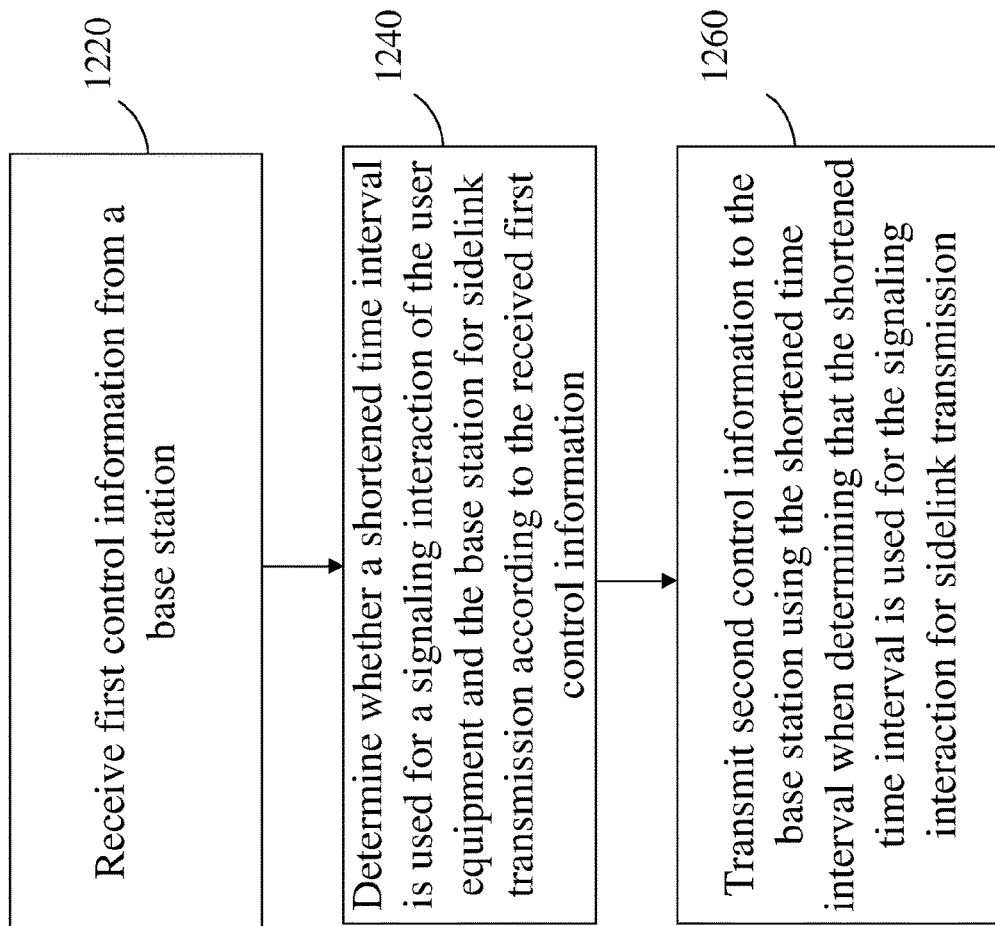 Receive first control information from a
base station
1220
Determine whether a shortened time interval
is used for a signaling interaction of the user
equipment and the base station for sidelink
transmission according to the received first
control information
1240
Transmit second control information to the
base station using the shortened time
interval when determining that the shortened
time interval is used for the signaling
interaction for sidelink transmission
1260